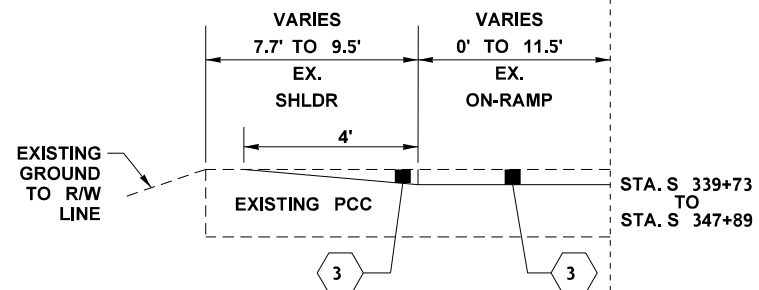 VARIES
7.7' TO 9.5'
EX.
SHLDR
VARIES
0' TO 11.5'
EX.
ON-RAMP
4'
EXISTING
GROUND
TO R/W
LINE
EXISTING PCC
STA. S 339+73
TO
STA. S 347+89
3
3